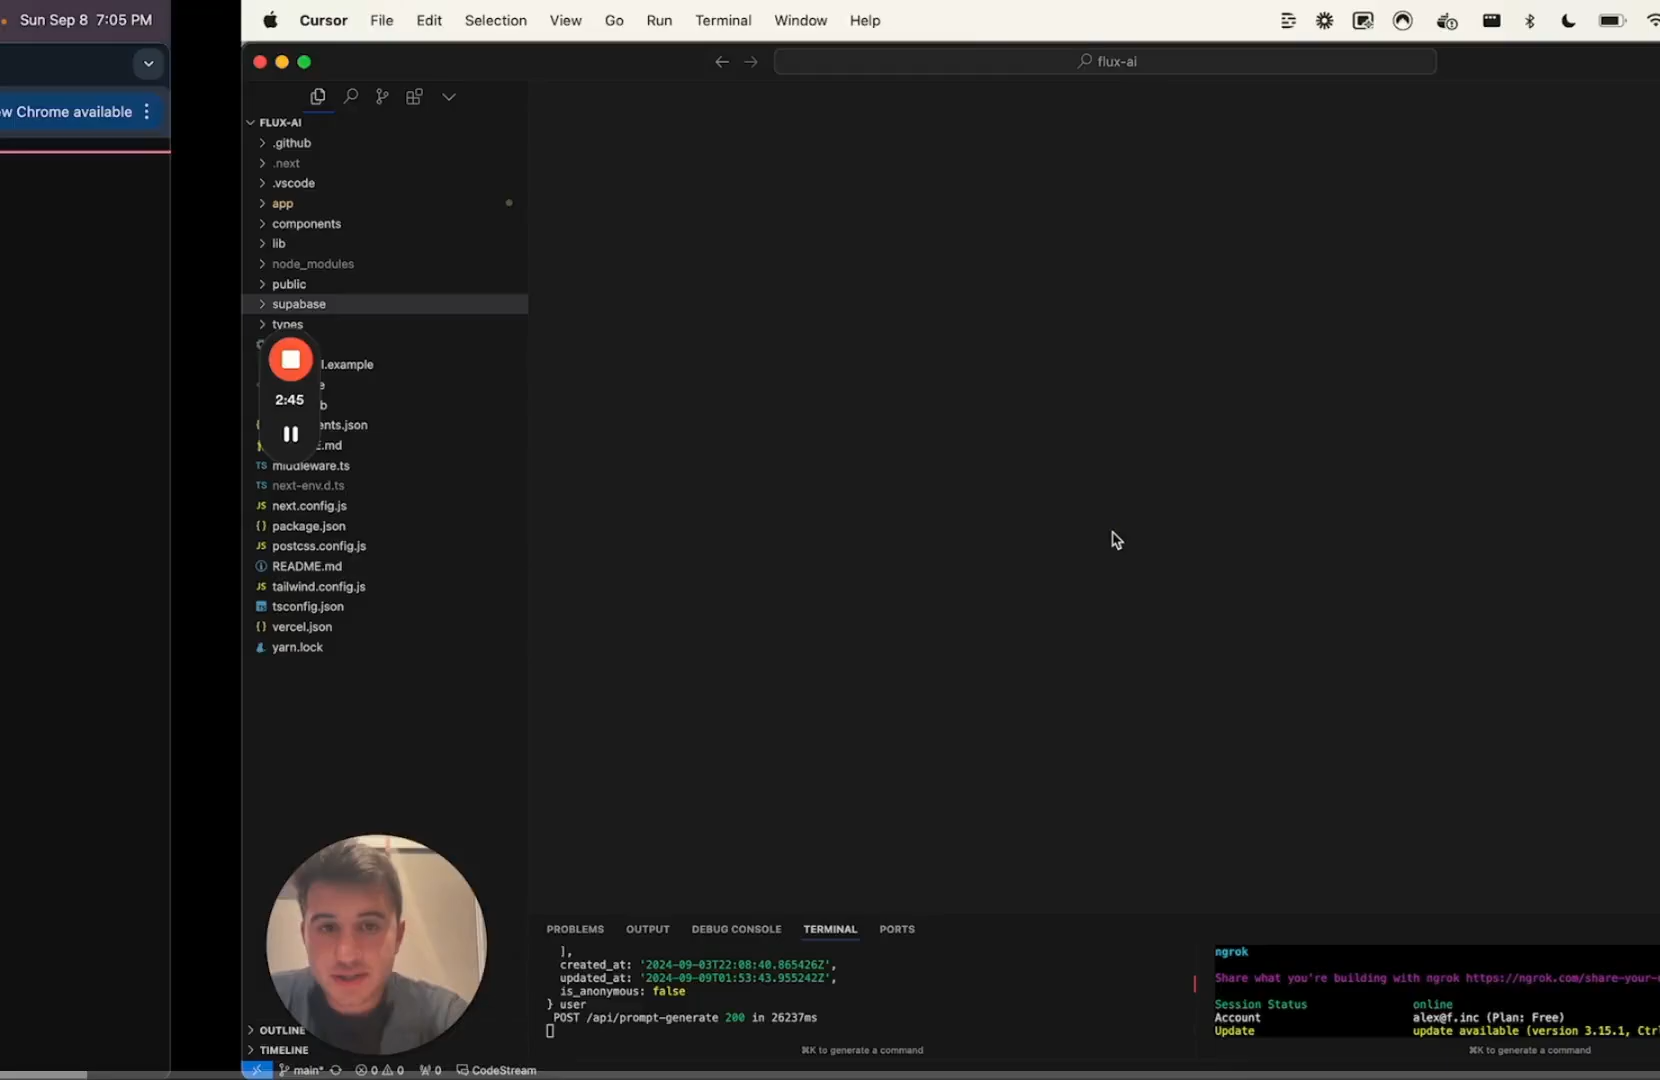 Sun Sep 8 7:05 PM
Cursor File Edit Selection View Go Run Terminal Window Help
flux-ai
w Chrome available
FLUX-AI
.github
.next
.vscode
app
components
lib
node_modules
public
supabase
types
l.example
e
2:45
b
nts.json
E.md
middleware.ts
next-env.d.ts
next.config.js
package.json
postcss.config.js
README.md
tailwind.config.js
tsconfig.json
vercel.json
yarn.lock
OUTLINE
TIMELINE
PROBLEMS OUTPUT DEBUG CONSOLE TERMINAL PORTS
],
created_at: '2024-09-03T22:08:40.865426Z',
updated_at: '2024-09-09T01:53:43.955242Z',
is_anonymous: false
} user
POST /api/prompt-generate 200 in 26237ms
⌘K to generate a command
ngrok
Share what you're building with ngrok https://ngrok.com/share-your-
Session Status online
Account alex@f.inc (Plan: Free)
Update update available (version 3.15.1, Ctr
⌘K to generate a command
main* 0 0 0 CodeStream